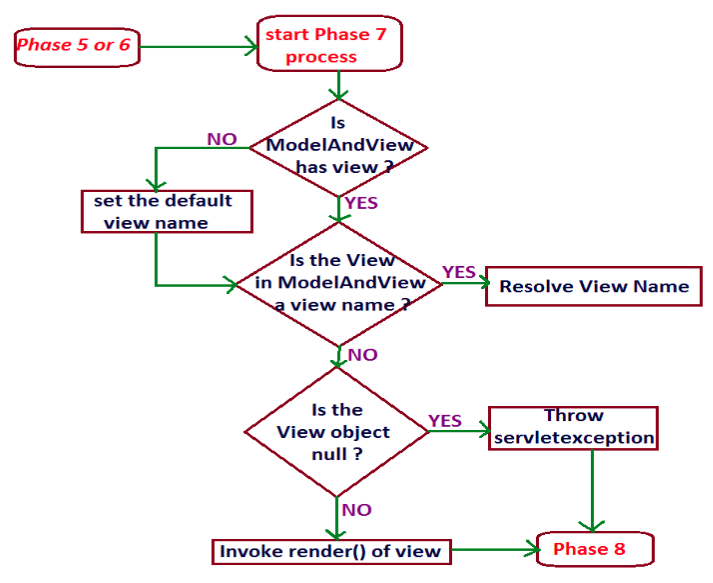 Phase 5 or 6
start Phase 7
process
Is
ModelAndView
has view ?
NO
set the default
view name
YES
Is the View
in ModelAndView
a view name ?
YES
Resolve View Name
NO
Is the
View object
null ?
YES
Throw
servletexception
NO
Invoke render() of view
Phase 8